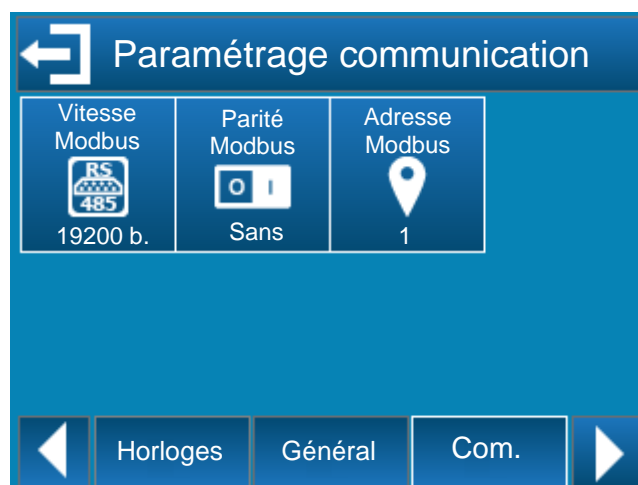 Paramétrage communication
Vitesse
Modbus
RS
485
19200 b.
Parité
Modbus
O I
Sans
Adresse
Modbus
1
Horloges
Général
Com.